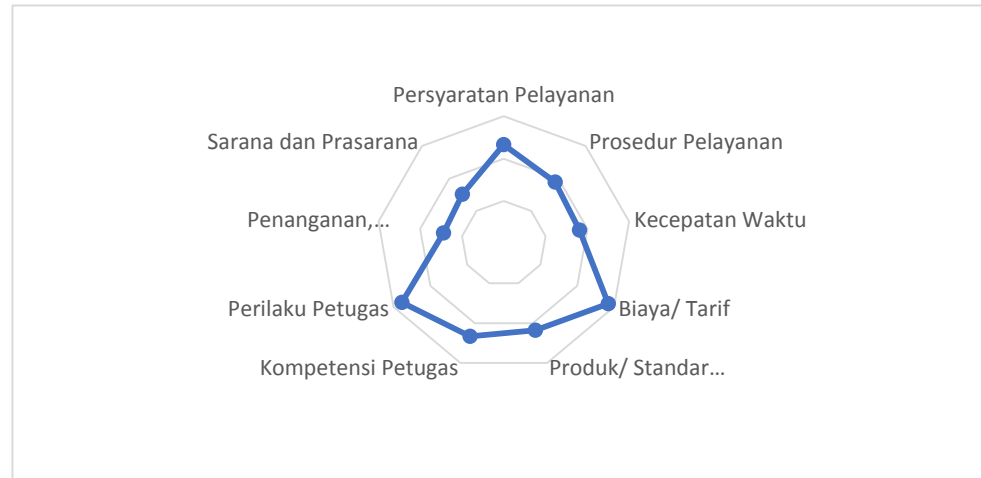 Persyaratan Pelayanan
Sarana dan Prasarana
Prosedur Pelayanan
Penanganan,...
Kecepatan Waktu
Perilaku Petugas
Biaya/ Tarif
Kompetensi Petugas
Produk/ Standar...